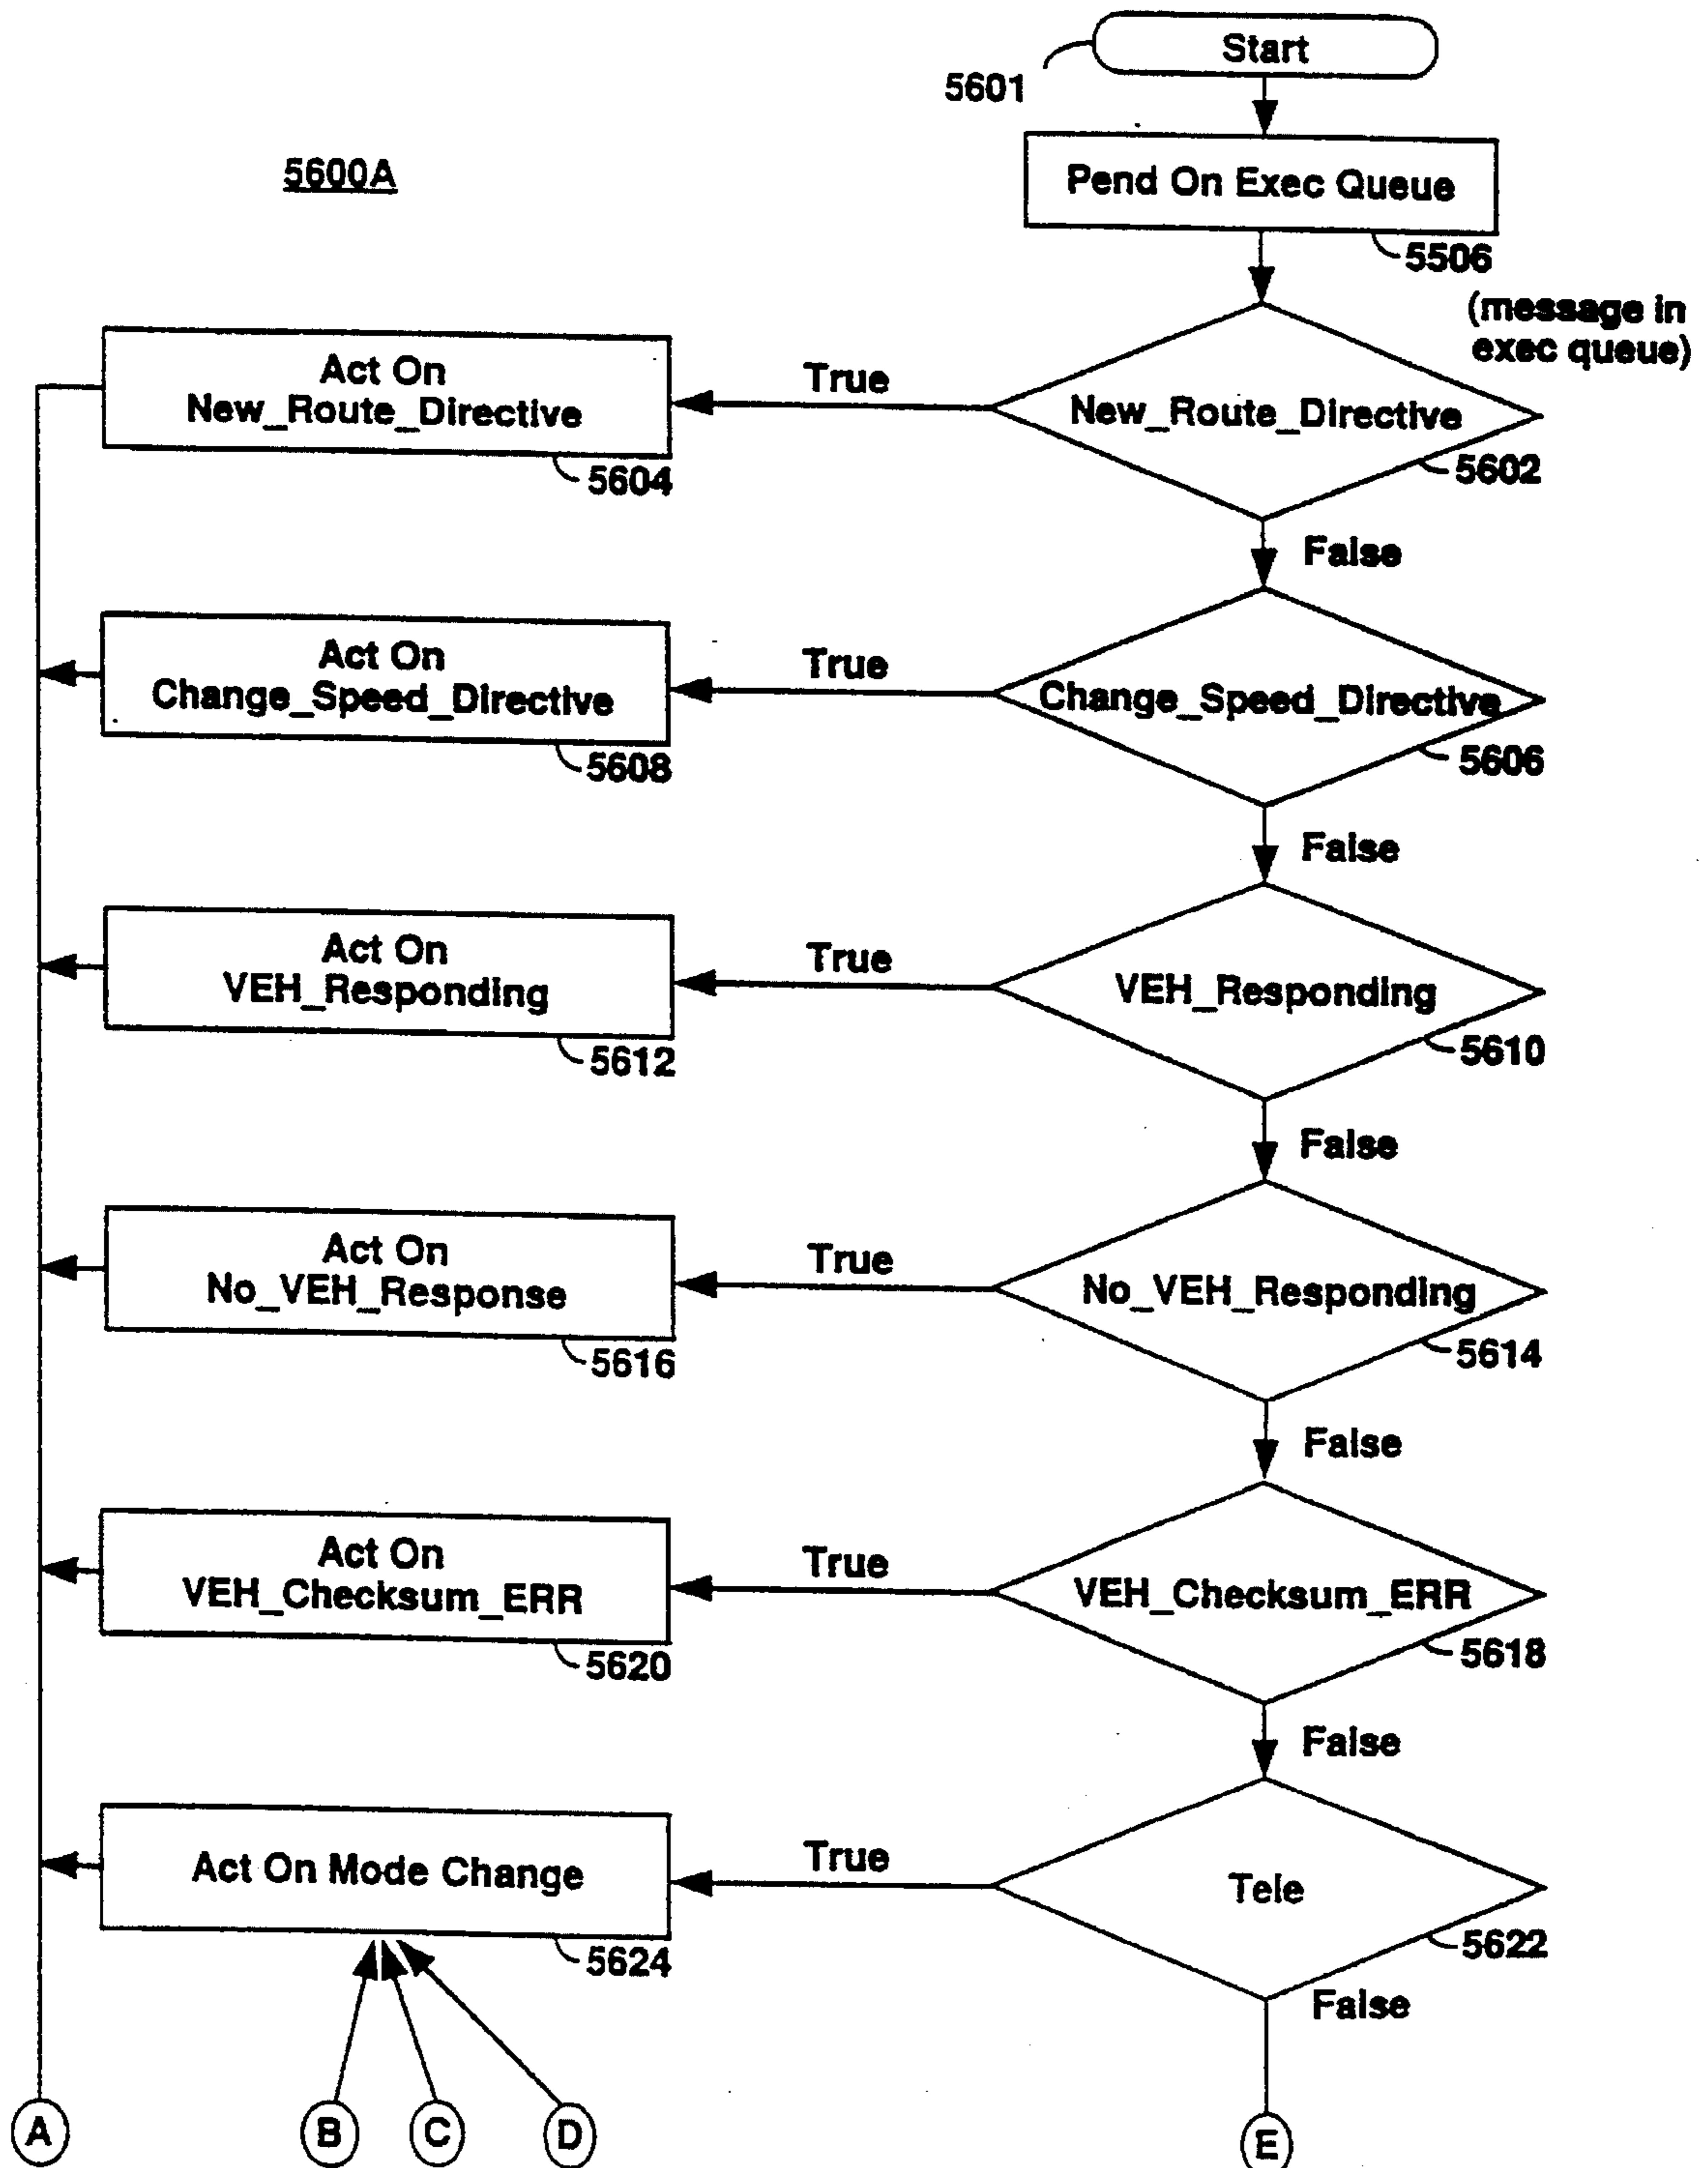 Start
5601
5600A
Pend On Exec Queue
5506
(message in
exec queue)
Act On
New_Route_Directive
5604
True
New_Route_Directive
5602
False
Act On
Change_Speed_Directive
5608
True
Change_Speed_Directive
5606
False
Act On
VEH_Responding
5612
True
VEH_Responding
5610
False
Act On
No_VEH_Response
5616
True
No_VEH_Responding
5614
False
Act On
VEH_Checksum_ERR
5620
True
VEH_Checksum_ERR
5618
False
Act On Mode Change
5624
True
Tele
5622
False
A
B
C
D
E